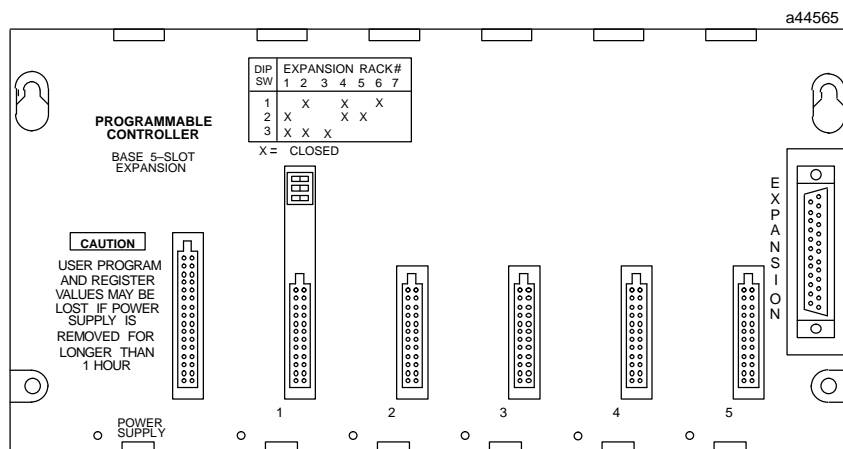 a44565
DIP SW EXPANSION RACK#
1 2 3 4 5 6 7
1 X X X
2 X X X
3 X X X
X = CLOSED
PROGRAMMABLE
CONTROLLER
BASE 5–SLOT
EXPANSION
EXPANSION
CAUTION
USER PROGRAM
AND REGISTER
VALUES MAY BE
LOST IF POWER
SUPPLY IS
REMOVED FOR
LONGER THAN
1 HOUR
POWER
SUPPLY
1 2 3 4 5